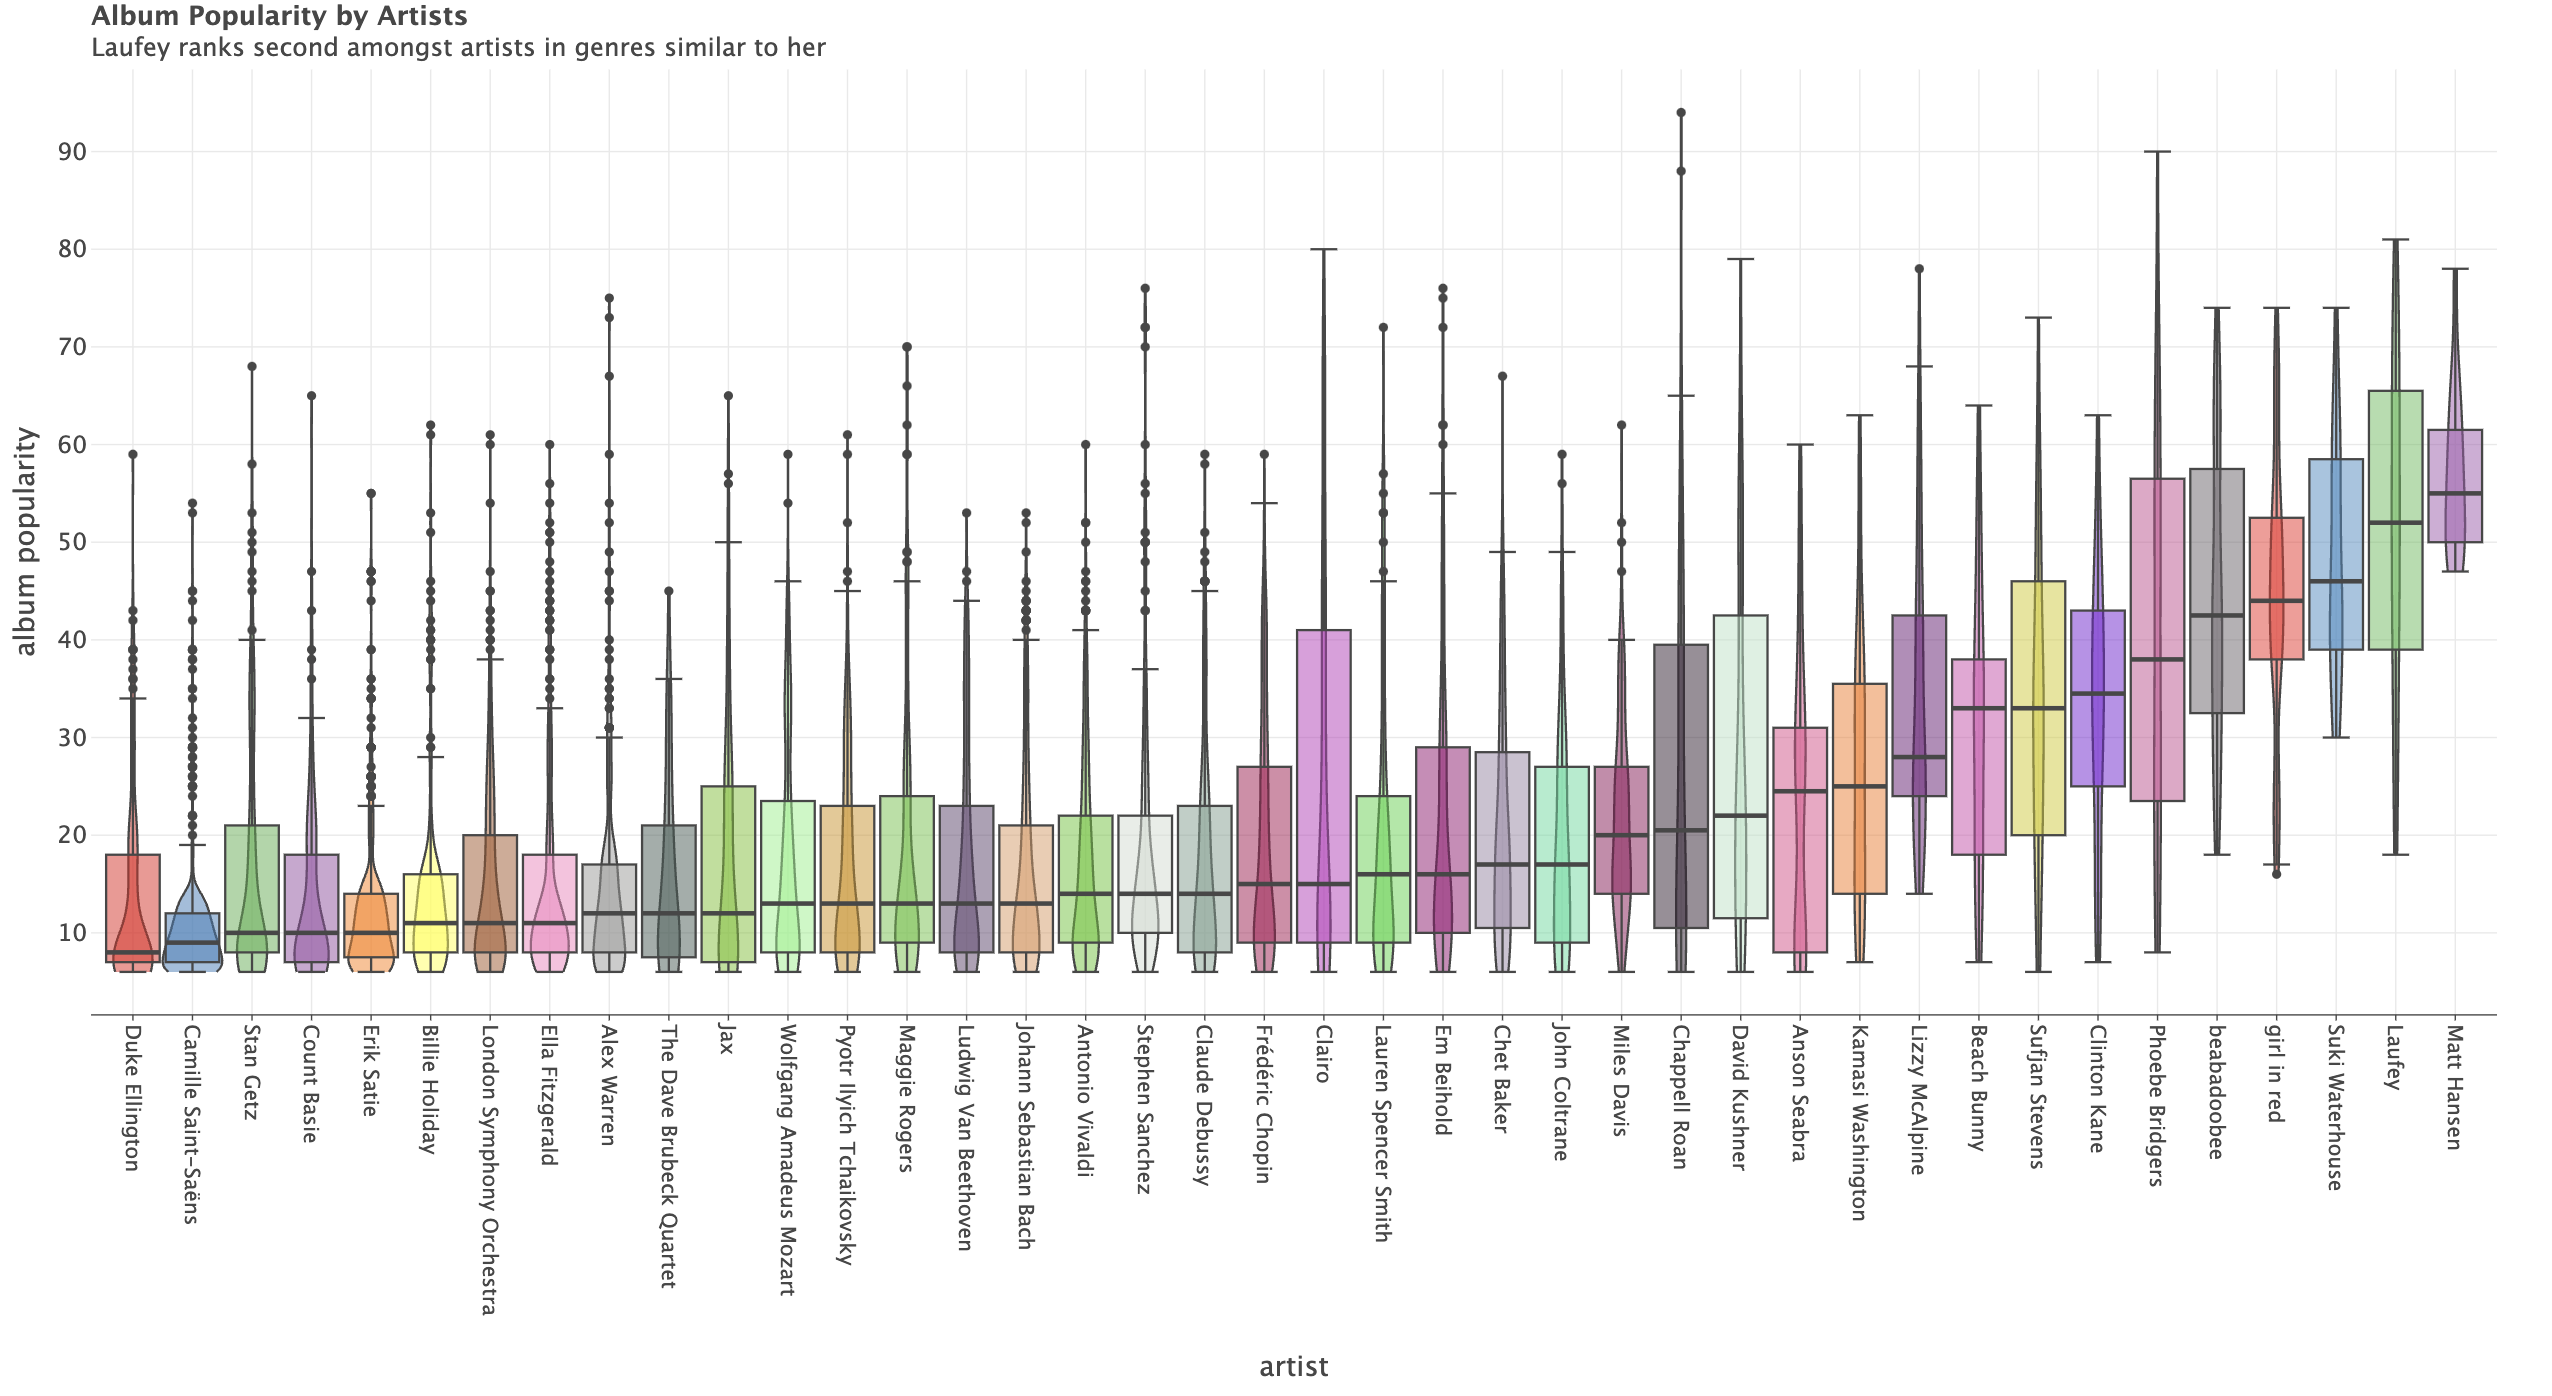 Album Popularity by Artists
Laufey ranks second amongst artists in genres similar to her
album popularity
90
80
70
60
50
40
30
20
10
Duke Ellington
Camille Saint-Saëns
Stan Getz
Count Basie
Erik Satie
Billie Holiday
London Symphony Orchestra
Ella Fitzgerald
Alex Warren
The Dave Brubeck Quartet
Jax
Wolfgang Amadeus Mozart
Pyotr Ilyich Tchaikovsky
Maggie Rogers
Ludwig Van Beethoven
Johann Sebastian Bach
Antonio Vivaldi
Stephen Sanchez
Claude Debussy
Frédéric Chopin
Clairo
Lauren Spencer Smith
Em Beihold
Chet Baker
John Coltrane
Miles Davis
Chappell Roan
David Kushner
Anson Seabra
Kamasi Washington
Lizzy McAlpine
Beach Bunny
Sufjan Stevens
Clinton Kane
Phoebe Bridgers
beabadoobee
girl in red
Suki Waterhouse
Laufey
Matt Hansen
artist